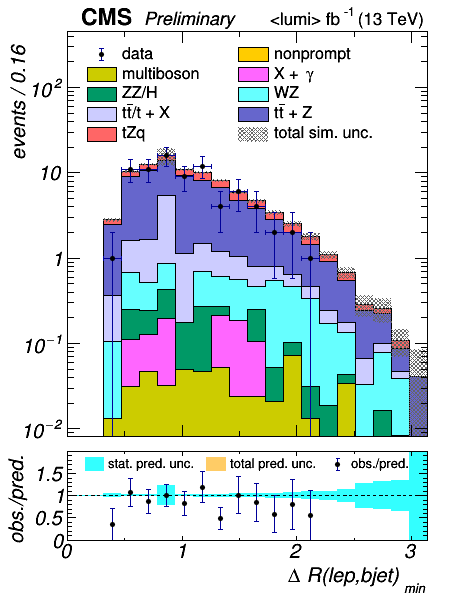 CMS Preliminary <lumi> fb⁻¹ (13 TeV)
events / 0.16
data
nonprompt
multiboson
X + γ
ZZ/H
WZ
tt̄/t + X
tt̄ + Z
tZq
total sim. unc.
10²
10
1
10⁻¹
10⁻²
obs./pred.
stat. pred. unc.
total pred. unc.
obs./pred.
1.5
1
0.5
0
0 1 2 3
Δ R(lep,bjet) min